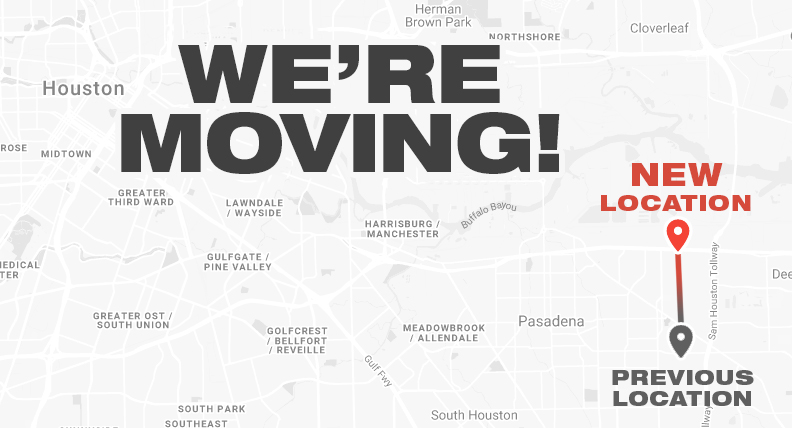 Herman
Brown Park
Cloverleaf
NORTHSHORE
WE'RE
MOVING!
Houston
ROSE
MIDTOWN
NEW
LOCATION
GREATER
THIRD WARD
LAWNDALE
/ WAYSIDE
HARRISBURG /
MANCHESTER
Buffalo Bayou
Sam Houston Tollway
MEDICAL
TER
GULFGATE /
PINE VALLEY
Dee
GREATER OST /
SOUTH UNION
GOLFCREST
/ BELLFORT
/ REVEILLE
MEADOWBROOK
/ ALLENDALE
Pasadena
Gulf Fwy
PREVIOUS
LOCATION
SOUTH PARK
SOUTHEAST
South Houston